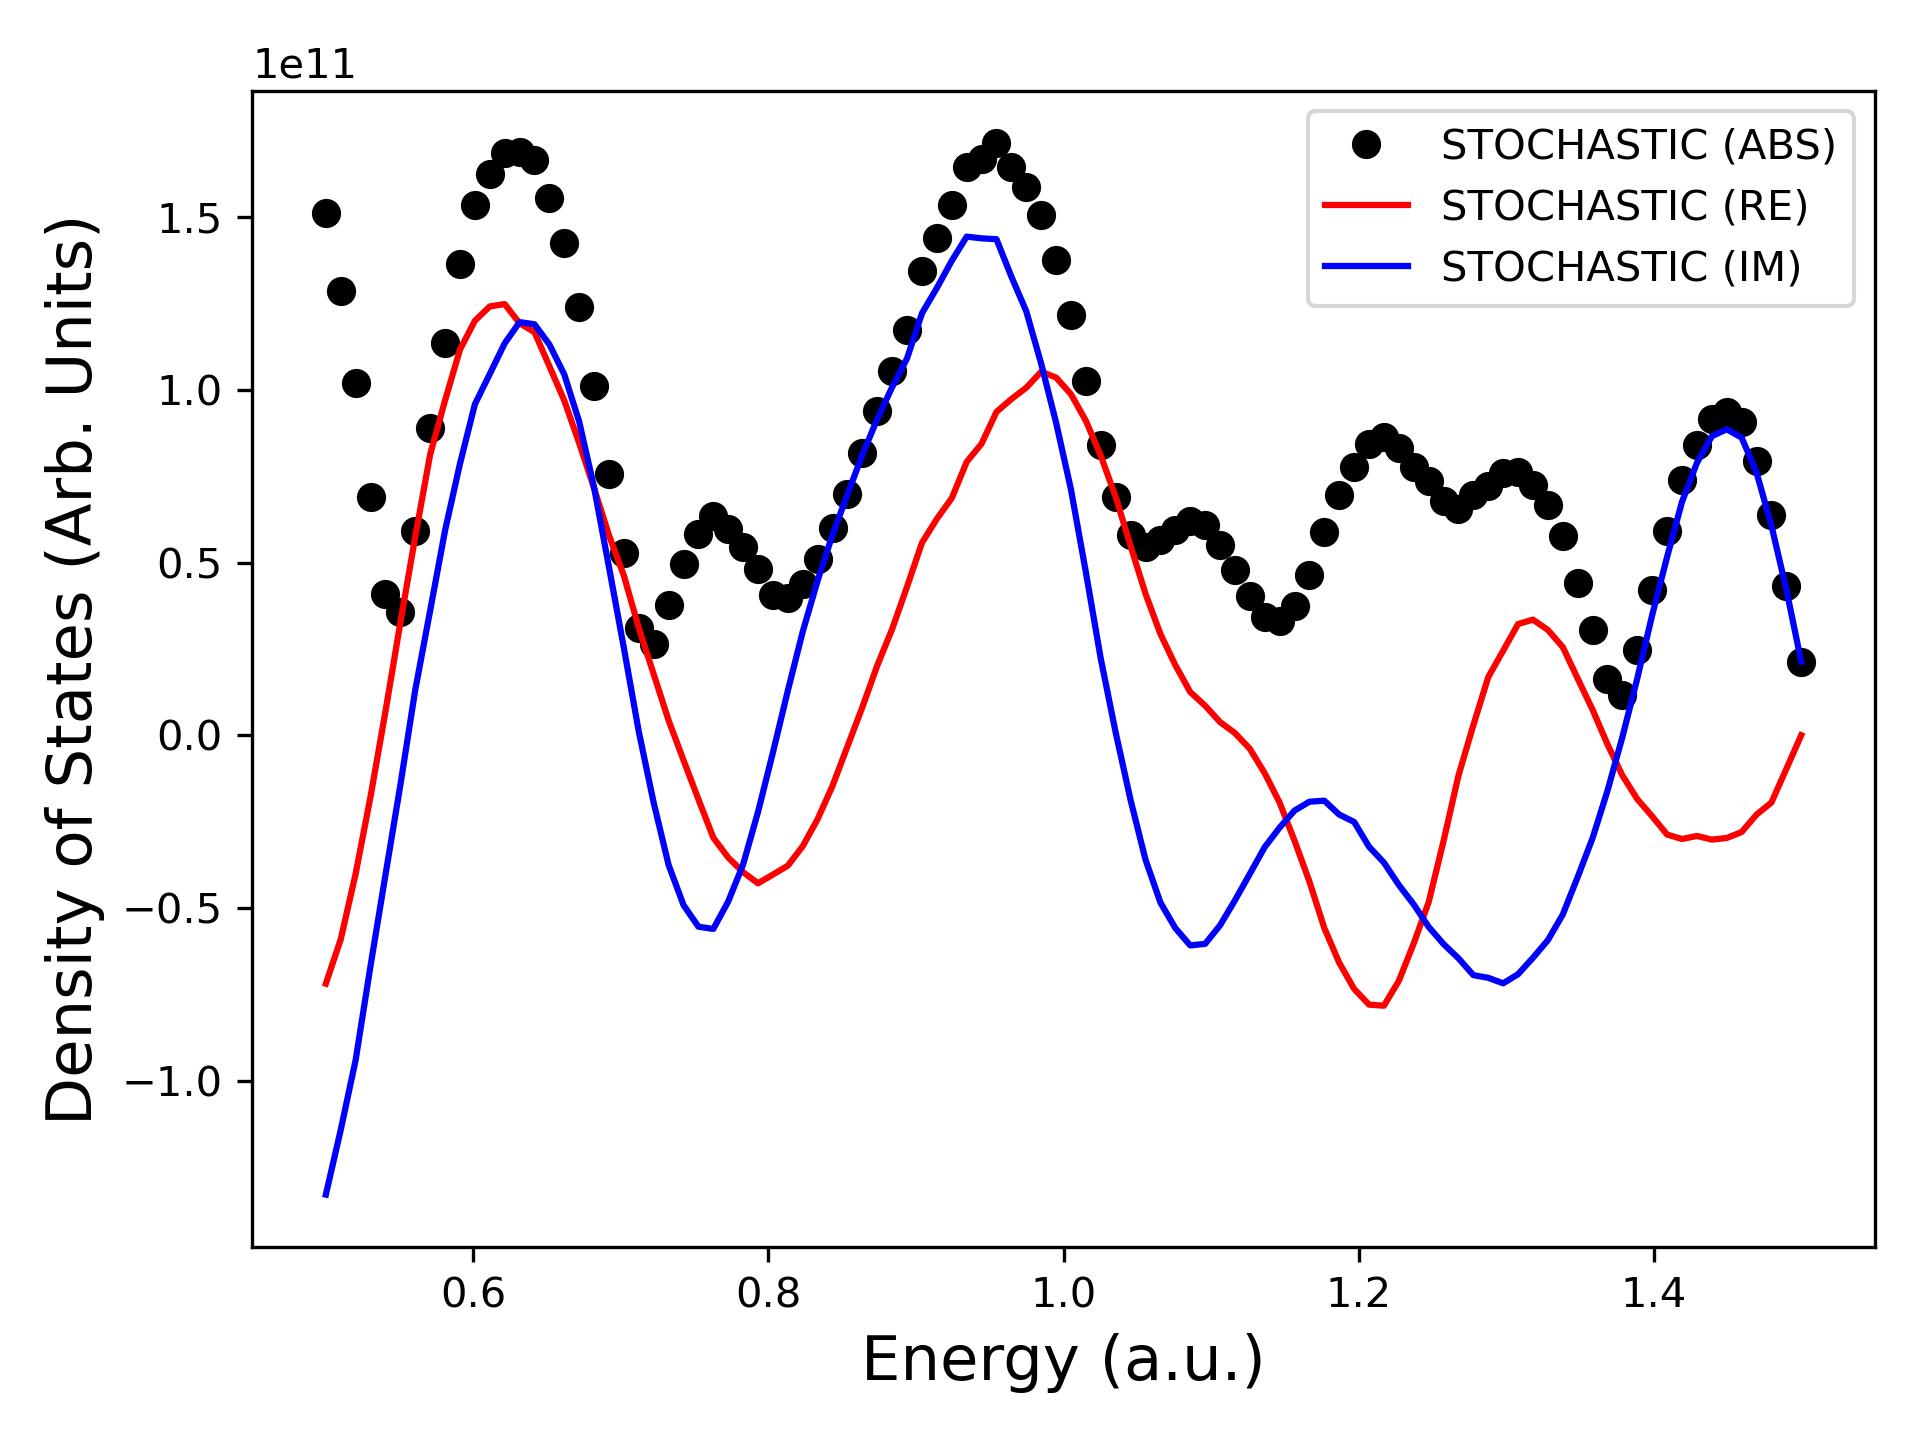 1e11
Density of States (Arb. Units)
1.5
1.0
0.5
0.0
−0.5
−1.0
STOCHASTIC (ABS)
STOCHASTIC (RE)
STOCHASTIC (IM)
0.6 0.8 1.0 1.2 1.4
Energy (a.u.)